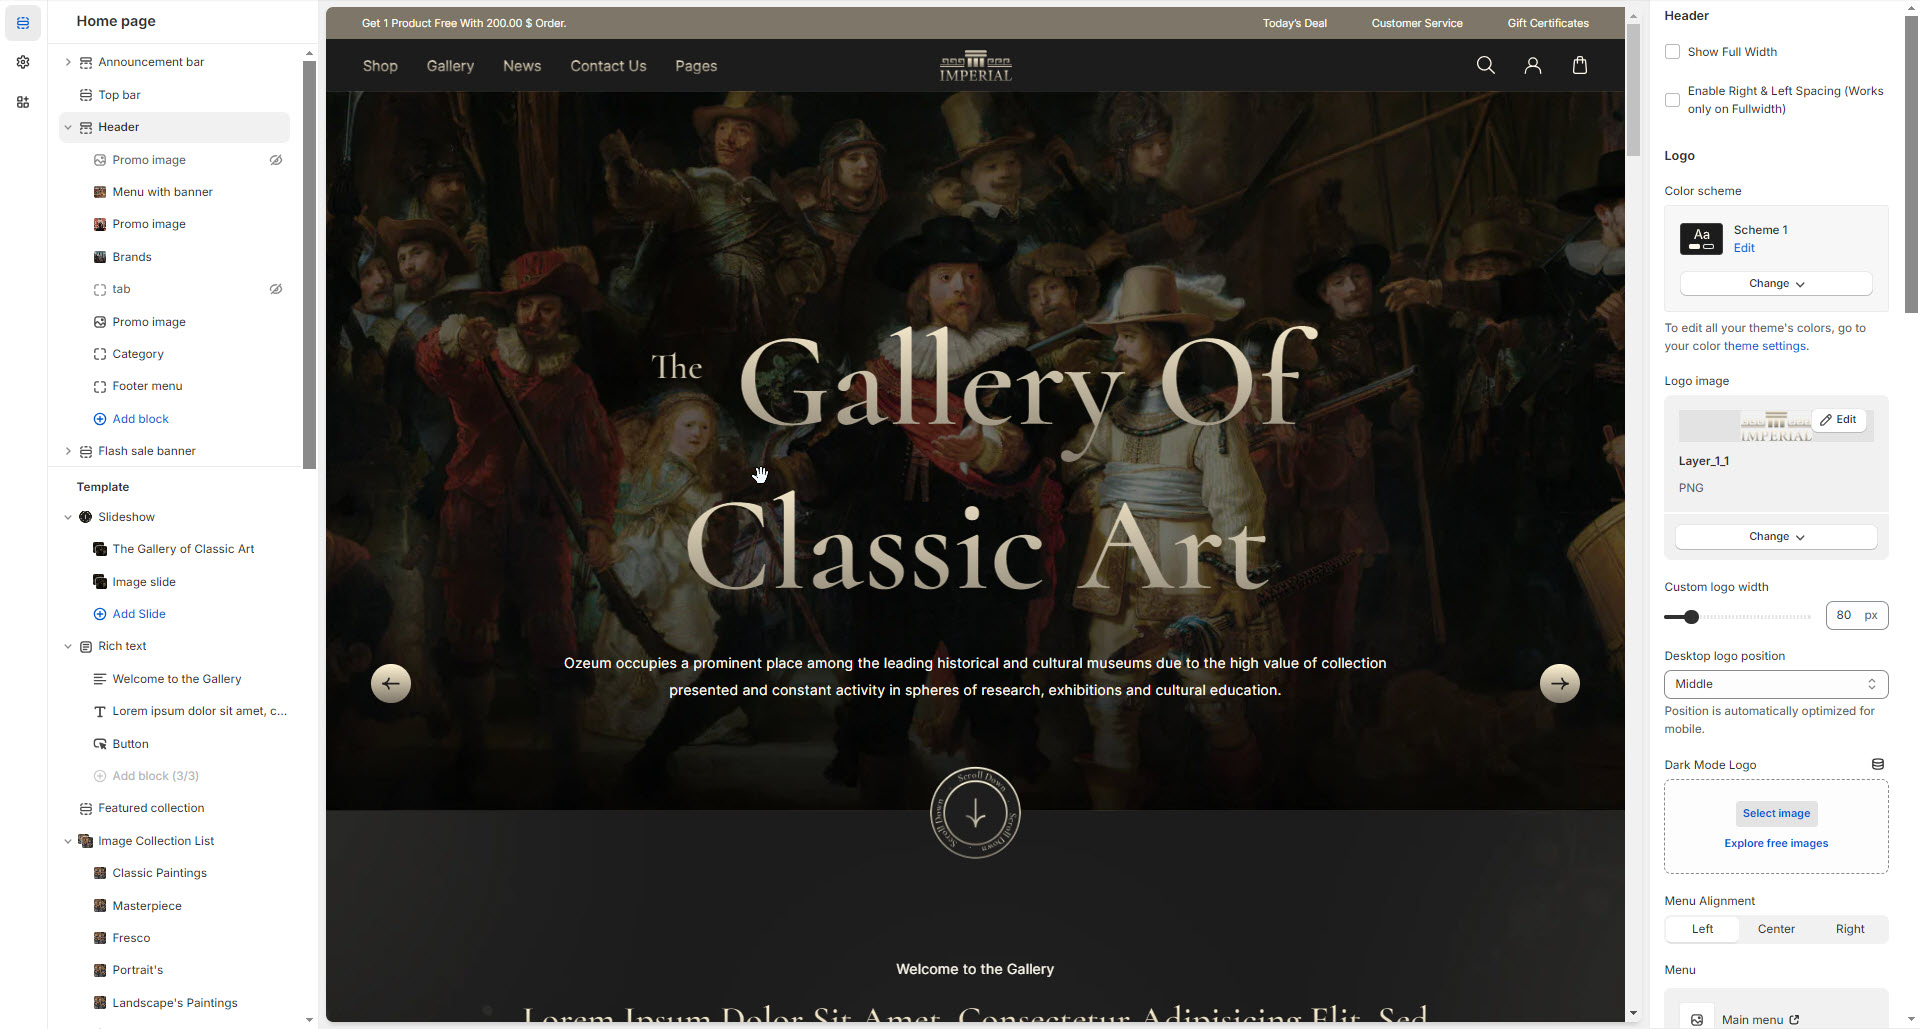 Home page
Announcement bar
Top bar
Header
Promo image
Menu with banner
Promo image
Brands
tab
Promo image
Category
Footer menu
Add block
Flash sale banner
Template
Slideshow
The Gallery of Classic Art
Image slide
Add Slide
Rich text
Welcome to the Gallery
Lorem ipsum dolor sit amet, c...
Button
Add block (3/3)
Featured collection
Image Collection List
Classic Paintings
Masterpiece
Fresco
Portrait's
Landscape's Paintings
Get 1 Product Free With 200.00 $ Order.
Today's Deal Customer Service Gift Certificates
Shop Gallery News Contact Us Pages
IMPERIAL
The Gallery Of
Classic Art
Ozeum occupies a prominent place among the leading historical and cultural museums due to the high value of collection
presented and constant activity in spheres of research, exhibitions and cultural education.
Scroll Down Scroll Down Scroll Down Scroll Down
Welcome to the Gallery
Lorem Ipsum Dolor Sit Amet, Consectetur Adipisicing Elit, Sed
Header
Show Full Width
Enable Right & Left Spacing (Works
only on Fullwidth)
Logo
Color scheme
Aa
Scheme 1
Edit
Change
To edit all your theme's colors, go to
your color theme settings.
Logo image
IMPERIAL
Edit
Layer_1_1
PNG
Change
Custom logo width
80 px
Desktop logo position
Middle
Position is automatically optimized for
mobile.
Dark Mode Logo
Select image
Explore free images
Menu Alignment
Left Center Right
Menu
Main menu